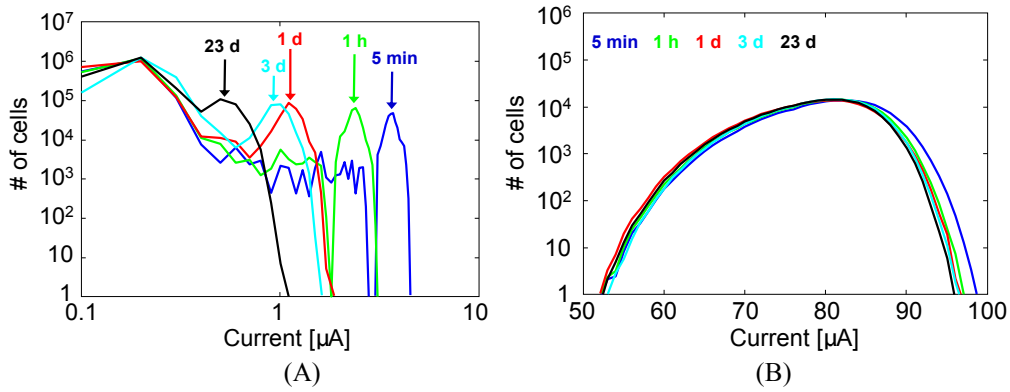 10^7
10^6
10^5
10^4
10^3
10^2
10
1
# of cells
23 d
3 d
1 d
1 h
5 min
0.1 1 10
Current [µA]
(A)
10^6
10^5
10^4
10^3
10^2
10
1
# of cells
5 min 1 h 1 d 3 d 23 d
50 60 70 80 90 100
Current [µA]
(B)